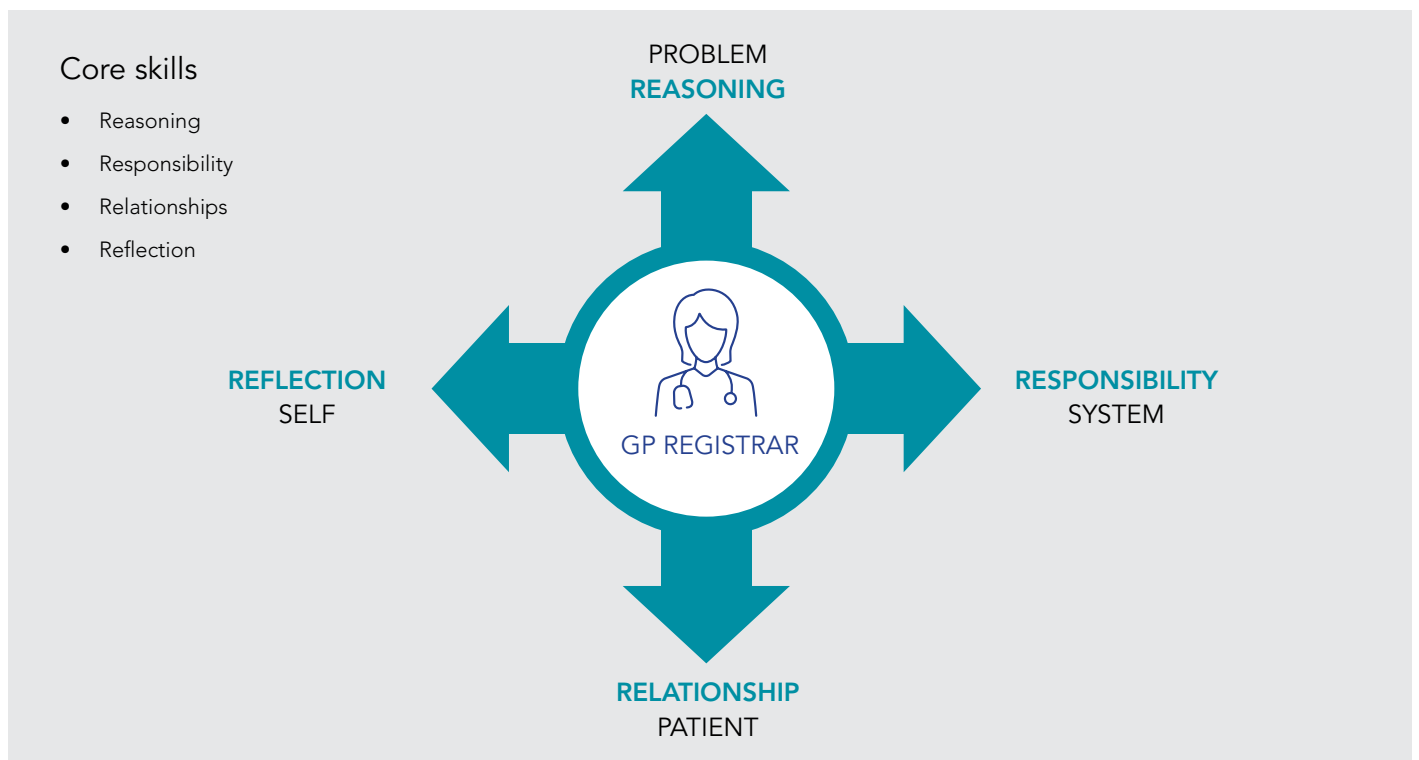 Core skills
• Reasoning
• Responsibility
• Relationships
• Reflection
PROBLEM
REASONING
REFLECTION
SELF
GP REGISTRAR
RESPONSIBILITY
SYSTEM
RELATIONSHIP
PATIENT